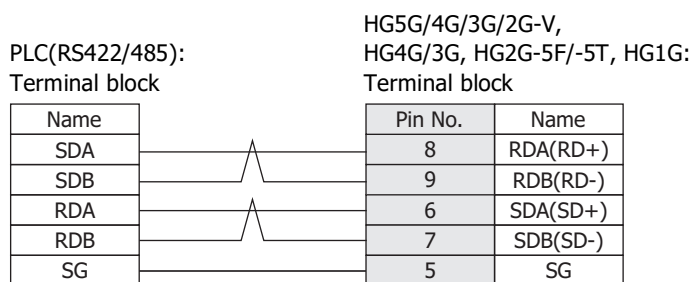 HG5G/4G/3G/2G-V,
PLC(RS422/485): HG4G/3G, HG2G-5F/-5T, HG1G:
Terminal block Terminal block
Name Pin No. Name
SDA 8 RDA(RD+)
SDB 9 RDB(RD-)
RDA 6 SDA(SD+)
RDB 7 SDB(SD-)
SG 5 SG